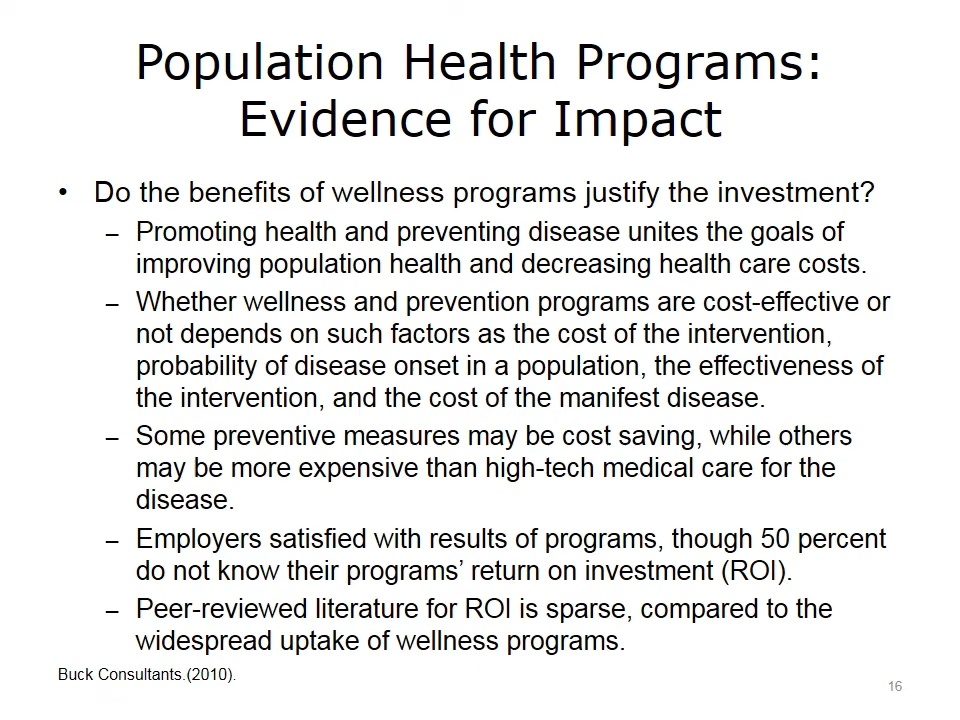 Population Health Programs:
Evidence for Impact
• Do the benefits of wellness programs justify the investment?
– Promoting health and preventing disease unites the goals of
improving population health and decreasing health care costs.
– Whether wellness and prevention programs are cost-effective or
not depends on such factors as the cost of the intervention,
probability of disease onset in a population, the effectiveness of
the intervention, and the cost of the manifest disease.
– Some preventive measures may be cost saving, while others
may be more expensive than high-tech medical care for the
disease.
– Employers satisfied with results of programs, though 50 percent
do not know their programs’ return on investment (ROI).
– Peer-reviewed literature for ROI is sparse, compared to the
widespread uptake of wellness programs.
Buck Consultants.(2010).
16